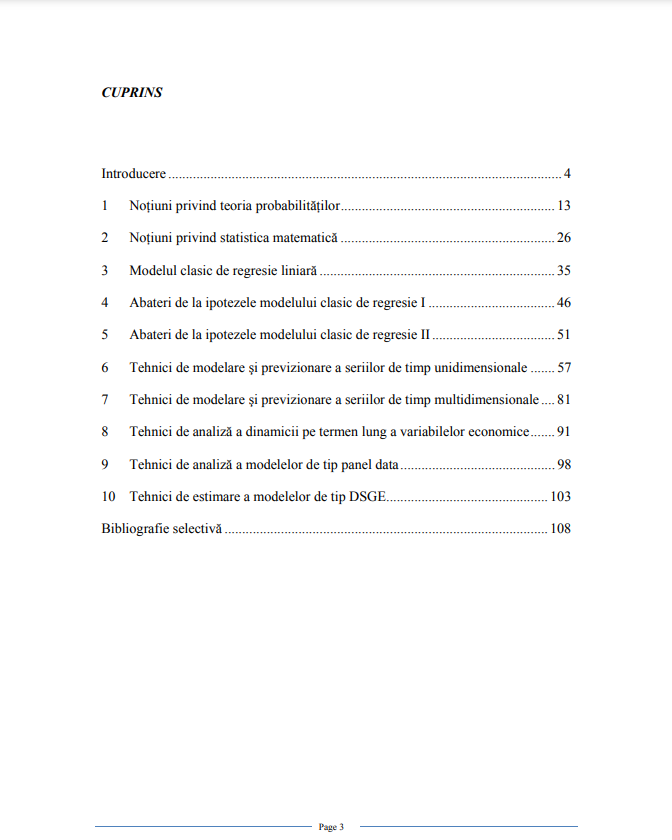 CUPRINS
Introducere ................................................................................................................ 4
1 Noțiuni privind teoria probabilităților............................................................. 13
2 Noțiuni privind statistica matematică ............................................................. 26
3 Modelul clasic de regresie liniară ................................................................... 35
4 Abateri de la ipotezele modelului clasic de regresie I .................................... 46
5 Abateri de la ipotezele modelului clasic de regresie II ................................... 51
6 Tehnici de modelare și previzionare a seriilor de timp unidimensionale ....... 57
7 Tehnici de modelare și previzionare a seriilor de timp multidimensionale .... 81
8 Tehnici de analiză a dinamicii pe termen lung a variabilelor economice....... 91
9 Tehnici de analiză a modelelor de tip panel data............................................ 98
10 Tehnici de estimare a modelelor de tip DSGE.............................................. 103
Bibliografie selectivă ............................................................................................ 108
Page 3